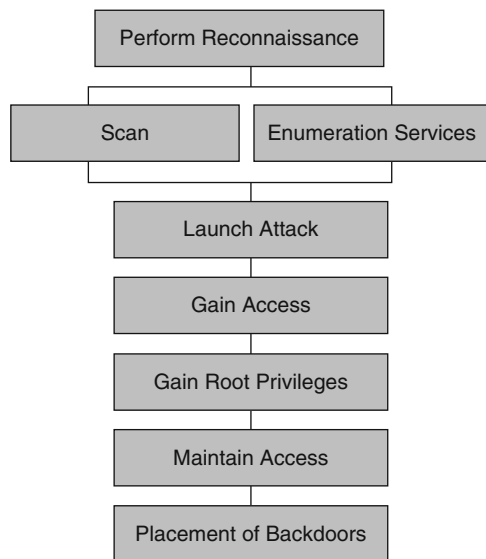 Perform Reconnaissance
Scan
Enumeration Services
Launch Attack
Gain Access
Gain Root Privileges
Maintain Access
Placement of Backdoors